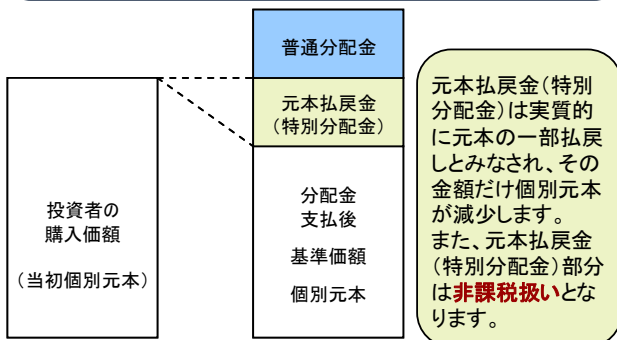 普通分配金
元本払戻金
（特別分配金）
投資者の
購入価額
（当初個別元本）
分配金
支払後
基準価額
個別元本
元本払戻金（特別
分配金）は実質的
に元本の一部払戻
しとみなされ、その
金額だけ個別元本
が減少します。
また、元本払戻金
（特別分配金）部分
は非課税扱いとな
ります。